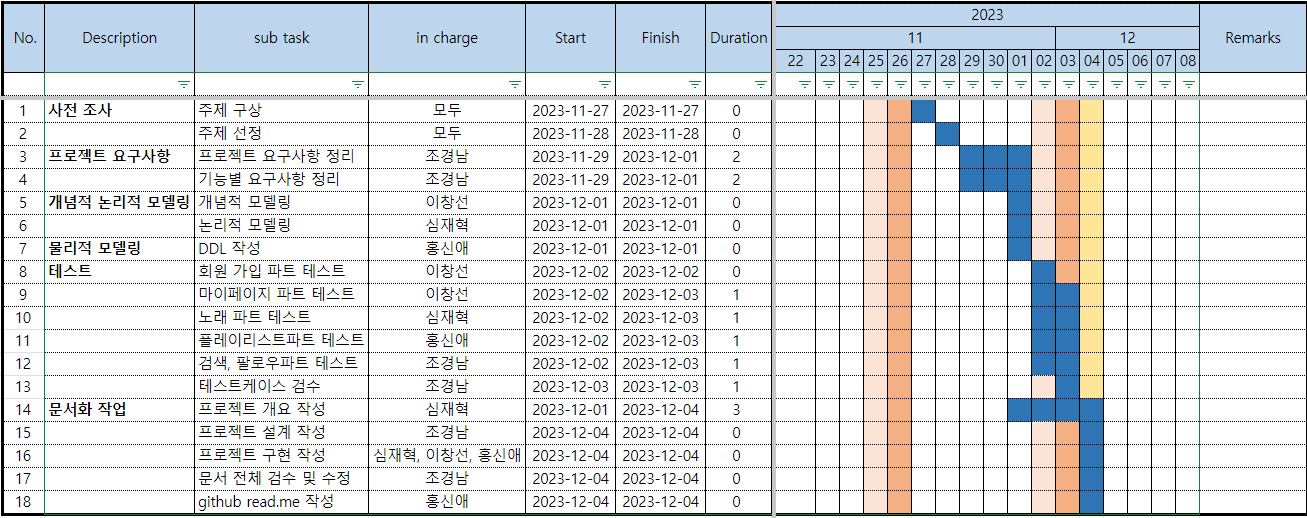 No. Description sub task in charge Start Finish Duration 2023 Remarks
11 12
22 23 24 25 26 27 28 29 30 01 02 03 04 05 06 07 08
1 사전 조사 주제 구상 모두 2023-11-27 2023-11-27 0
2 주제 선정 모두 2023-11-28 2023-11-28 0
3 프로젝트 요구사항 프로젝트 요구사항 정리 조경남 2023-11-29 2023-12-01 2
4 기능별 요구사항 정리 조경남 2023-11-29 2023-12-01 2
5 개념적 논리적 모델링 개념적 모델링 이창선 2023-12-01 2023-12-01 0
6 논리적 모델링 심재혁 2023-12-01 2023-12-01 0
7 물리적 모델링 DDL 작성 홍신애 2023-12-01 2023-12-01 0
8 테스트 회원 가입 파트 테스트 이창선 2023-12-02 2023-12-02 0
9 마이페이지 파트 테스트 이창선 2023-12-02 2023-12-03 1
10 노래 파트 테스트 심재혁 2023-12-02 2023-12-03 1
11 플레이리스트파트 테스트 홍신애 2023-12-02 2023-12-03 1
12 검색, 팔로우파트 테스트 조경남 2023-12-02 2023-12-03 1
13 테스트케이스 검수 조경남 2023-12-03 2023-12-03 1
14 문서화 작업 프로젝트 개요 작성 심재혁 2023-12-01 2023-12-04 3
15 프로젝트 설계 작성 조경남 2023-12-04 2023-12-04 0
16 프로젝트 구현 작성 심재혁, 이창선, 홍신애 2023-12-04 2023-12-04 0
17 문서 전체 검수 및 수정 조경남 2023-12-04 2023-12-04 0
18 github read.me 작성 홍신애 2023-12-04 2023-12-04 0